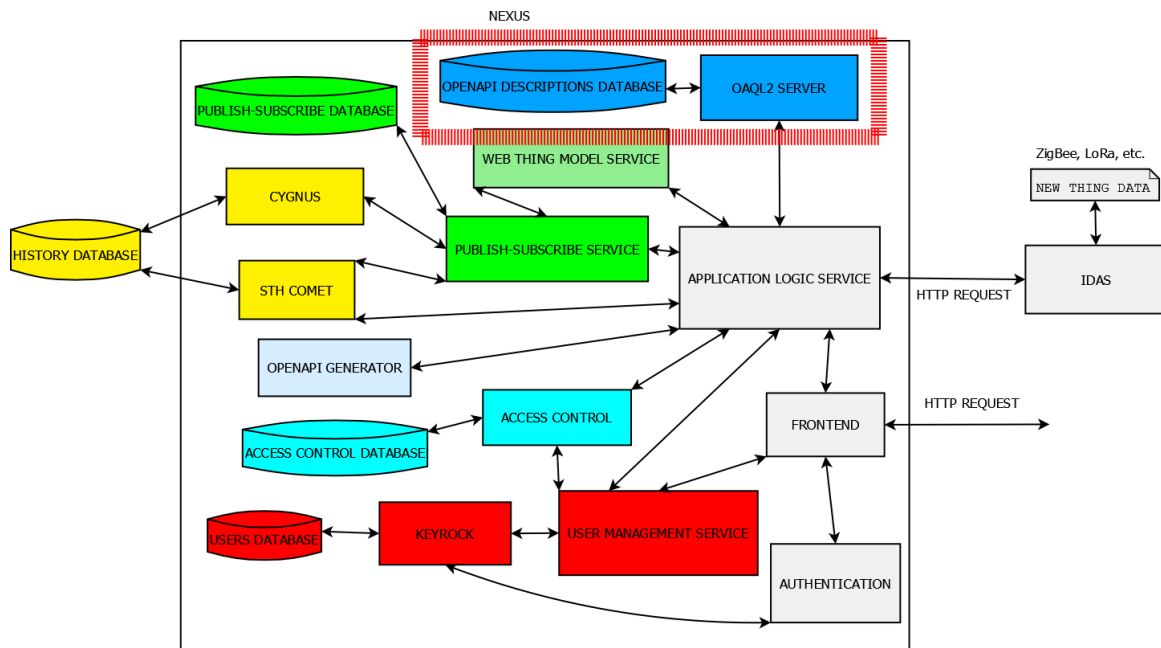 NEXUS
OPENAPI DESCRIPTIONS DATABASE
OAQL2 SERVER
PUBLISH-SUBSCRIBE DATABASE
WEB THING MODEL SERVICE
ZigBee, LoRa, etc.
NEW THING DATA
CYGNUS
HISTORY DATABASE
PUBLISH-SUBSCRIBE SERVICE
STH COMET
APPLICATION LOGIC SERVICE
IDAS
HTTP REQUEST
OPENAPI GENERATOR
ACCESS CONTROL
HTTP REQUEST
FRONTEND
ACCESS CONTROL DATABASE
USERS DATABASE
KEYROCK
USER MANAGEMENT SERVICE
AUTHENTICATION